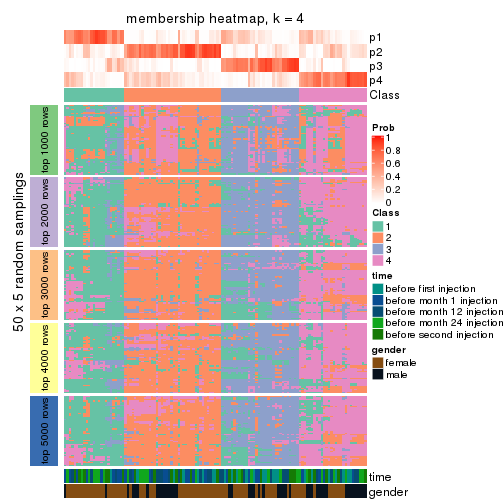 membership heatmap, k = 4
p1
p2
p3
p4
Class
50 x 5 random samplings
top 1000 rows
top 2000 rows
top 3000 rows
top 4000 rows
top 5000 rows
Prob
1
0.8
0.6
0.4
0.2
0
Class
1
2
3
4
time
before first injection
before month 1 injection
before month 12 injection
before month 24 injection
before second injection
gender
female
male
time
gender